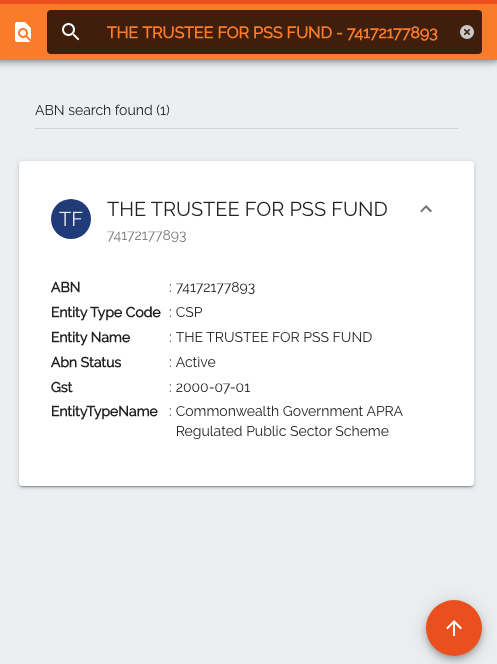 THE TRUSTEE FOR PSS FUND - 74172177893
ABN search found (1)
TF
THE TRUSTEE FOR PSS FUND
74172177893
ABN : 74172177893
Entity Type Code : CSP
Entity Name : THE TRUSTEE FOR PSS FUND
Abn Status : Active
Gst : 2000-07-01
EntityTypeName : Commonwealth Government APRA
Regulated Public Sector Scheme